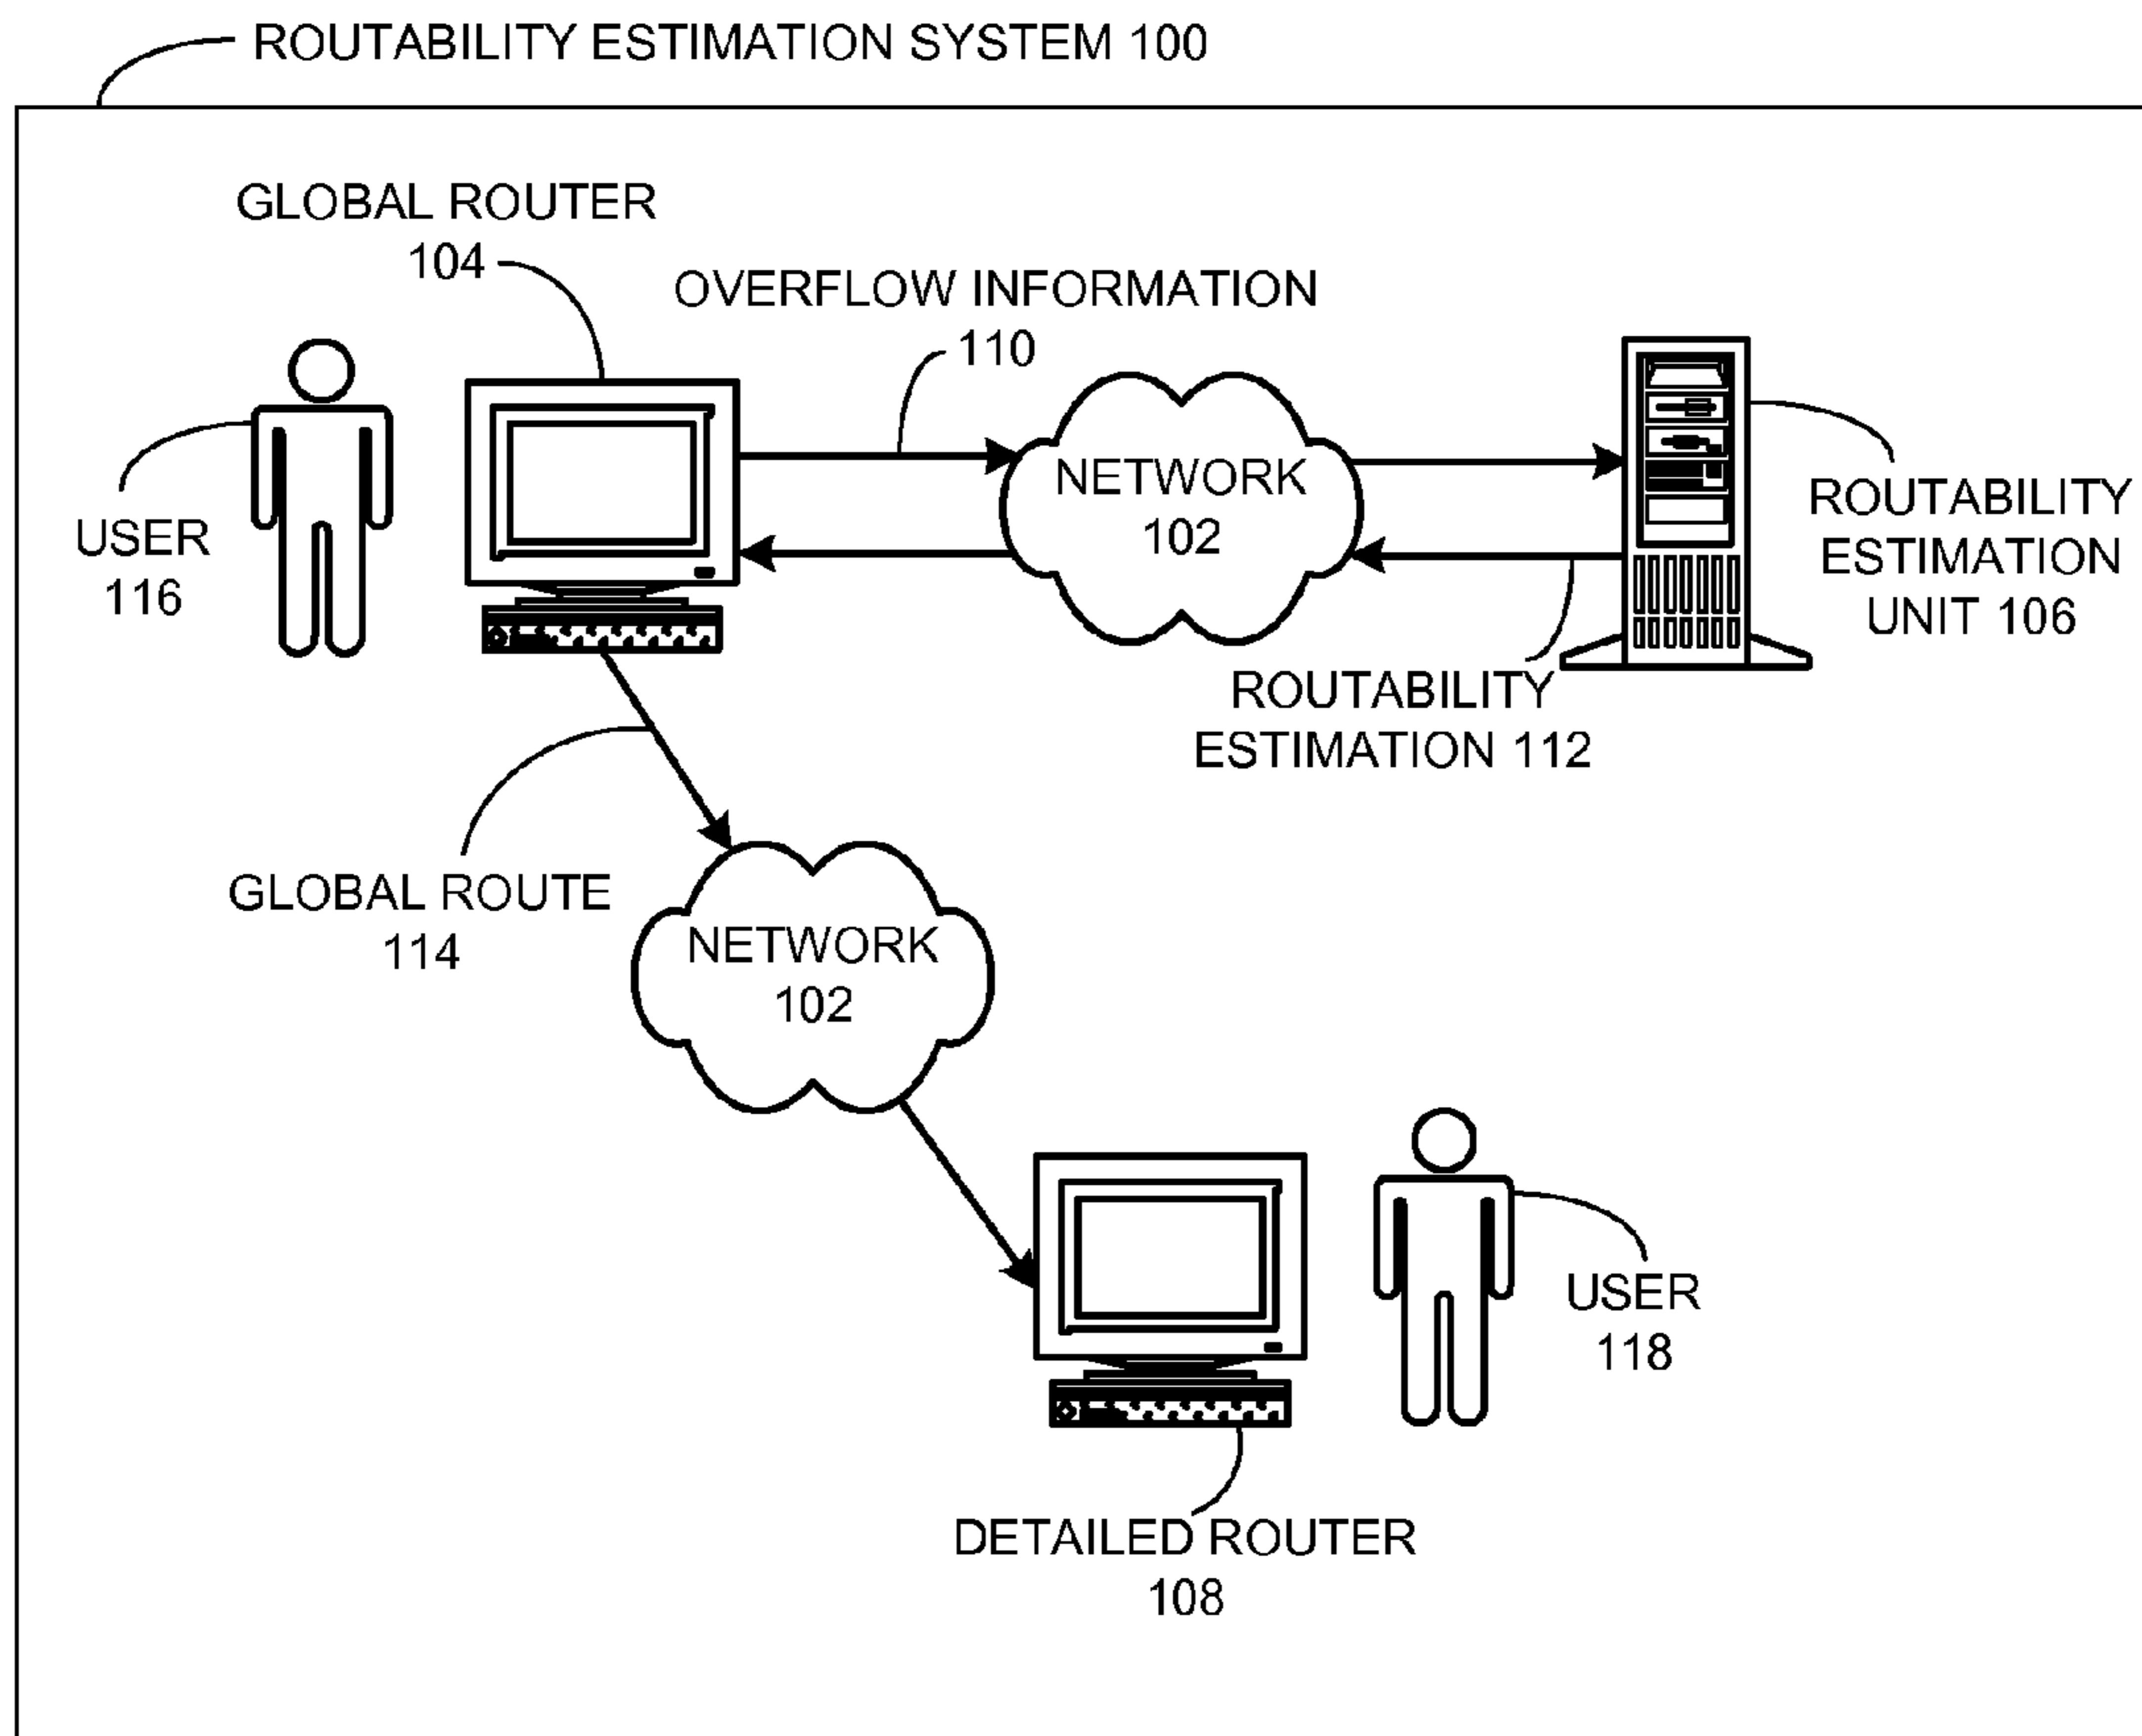 ROUTABILITY ESTIMATION SYSTEM 100
GLOBAL ROUTER
104
OVERFLOW INFORMATION
110
USER
116
NETWORK
102
ROUTABILITY
ESTIMATION
UNIT 106
ROUTABILITY
ESTIMATION 112
GLOBAL ROUTE
114
NETWORK
102
USER
118
DETAILED ROUTER
108